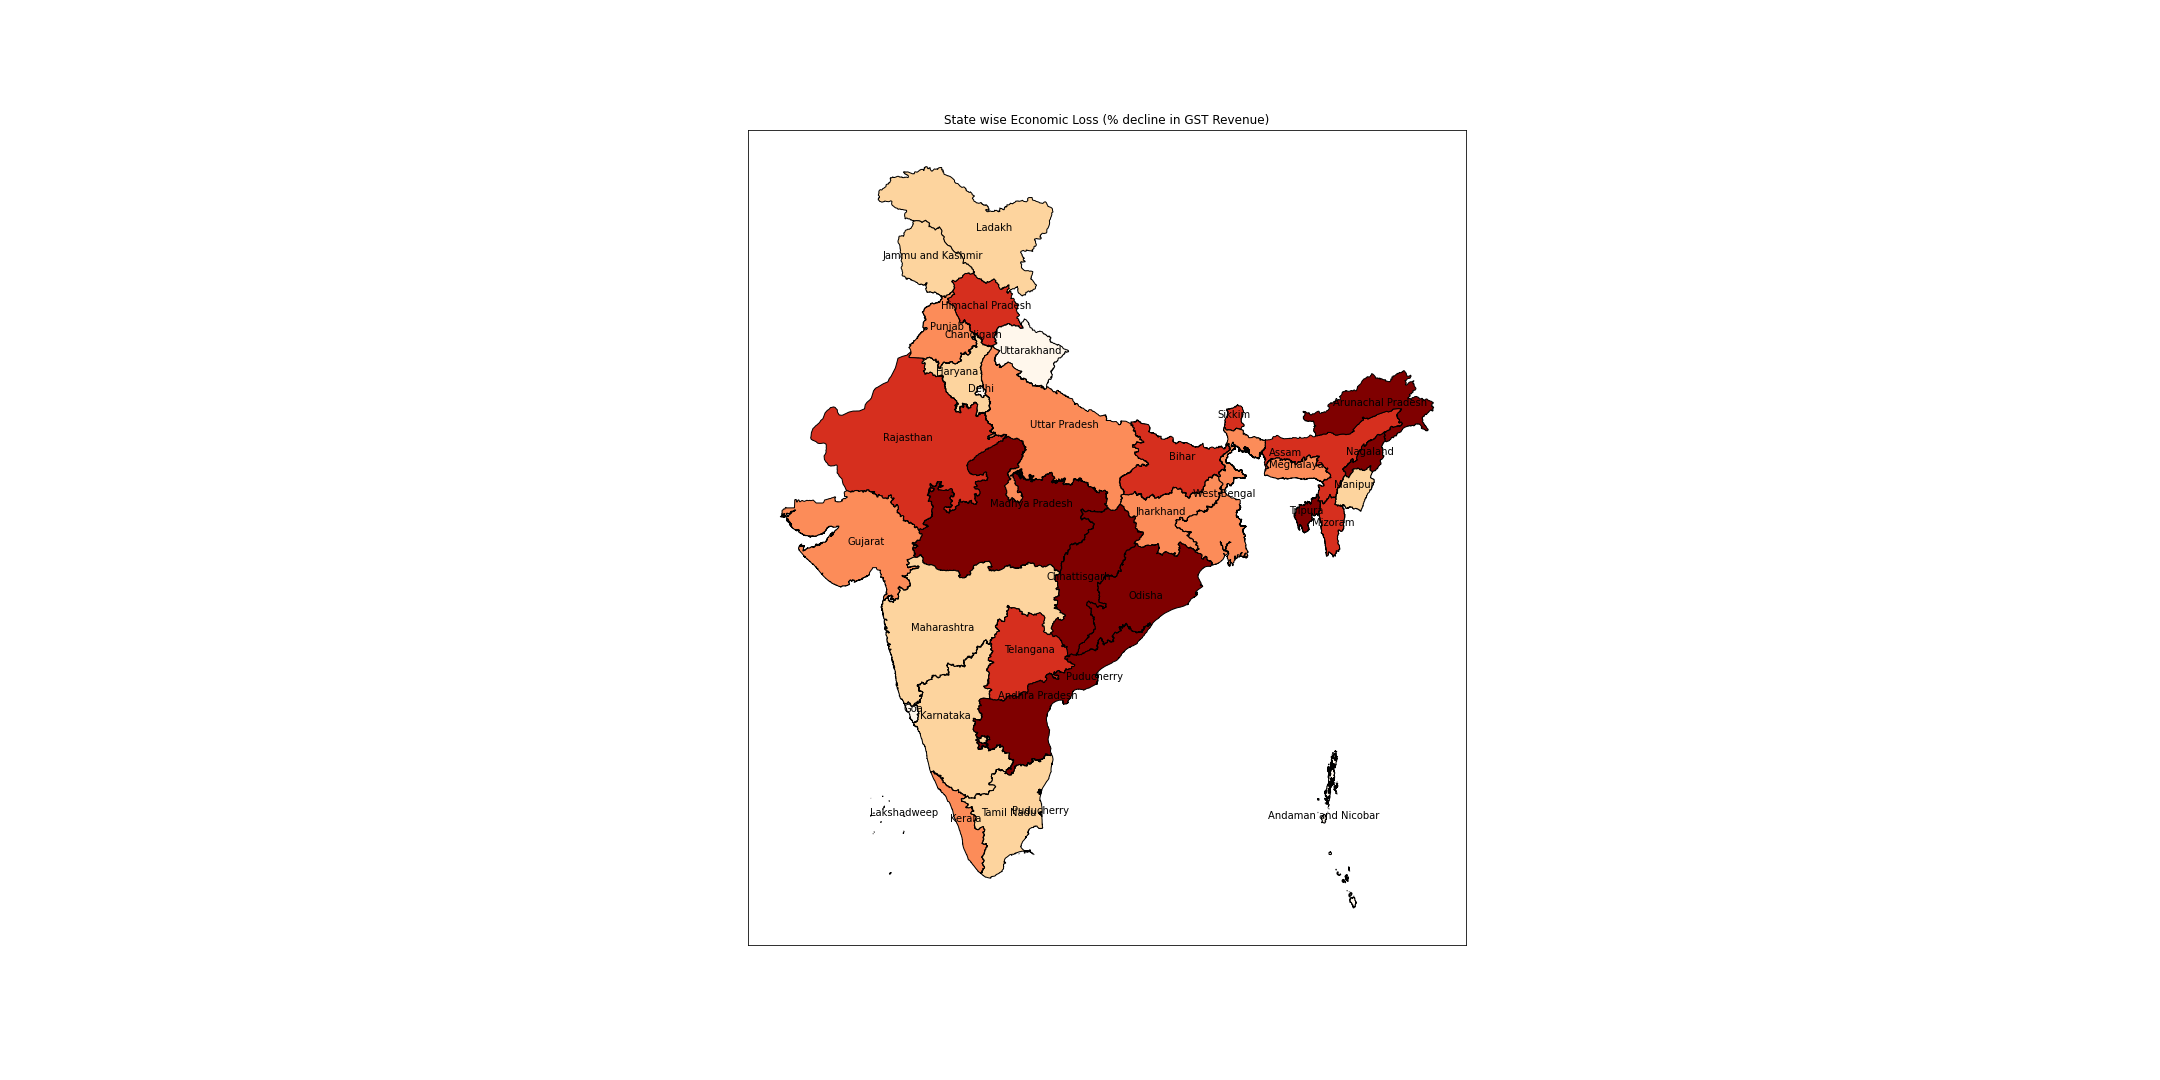 State wise Economic Loss (% decline in GST Revenue)
Ladakh
Jammu and Kashmir
Himachal Pradesh
Punjab
Chandigarh
Uttarakhand
Haryana
Delhi
Arunachal Pradesh
Sikkim
Uttar Pradesh
Rajasthan
Nagaland
Assam
Bihar
Meghalaya
Manipur
West Bengal
Madhya Pradesh
Tripura
Jharkhand
Mizoram
Gujarat
Chhattisgarh
Odisha
Maharashtra
Telangana
Puducherry
Andhra Pradesh
Goa
Karnataka
Lakshadweep
Puducherry
Tamil Nadu
Andaman and Nicobar
Kerala